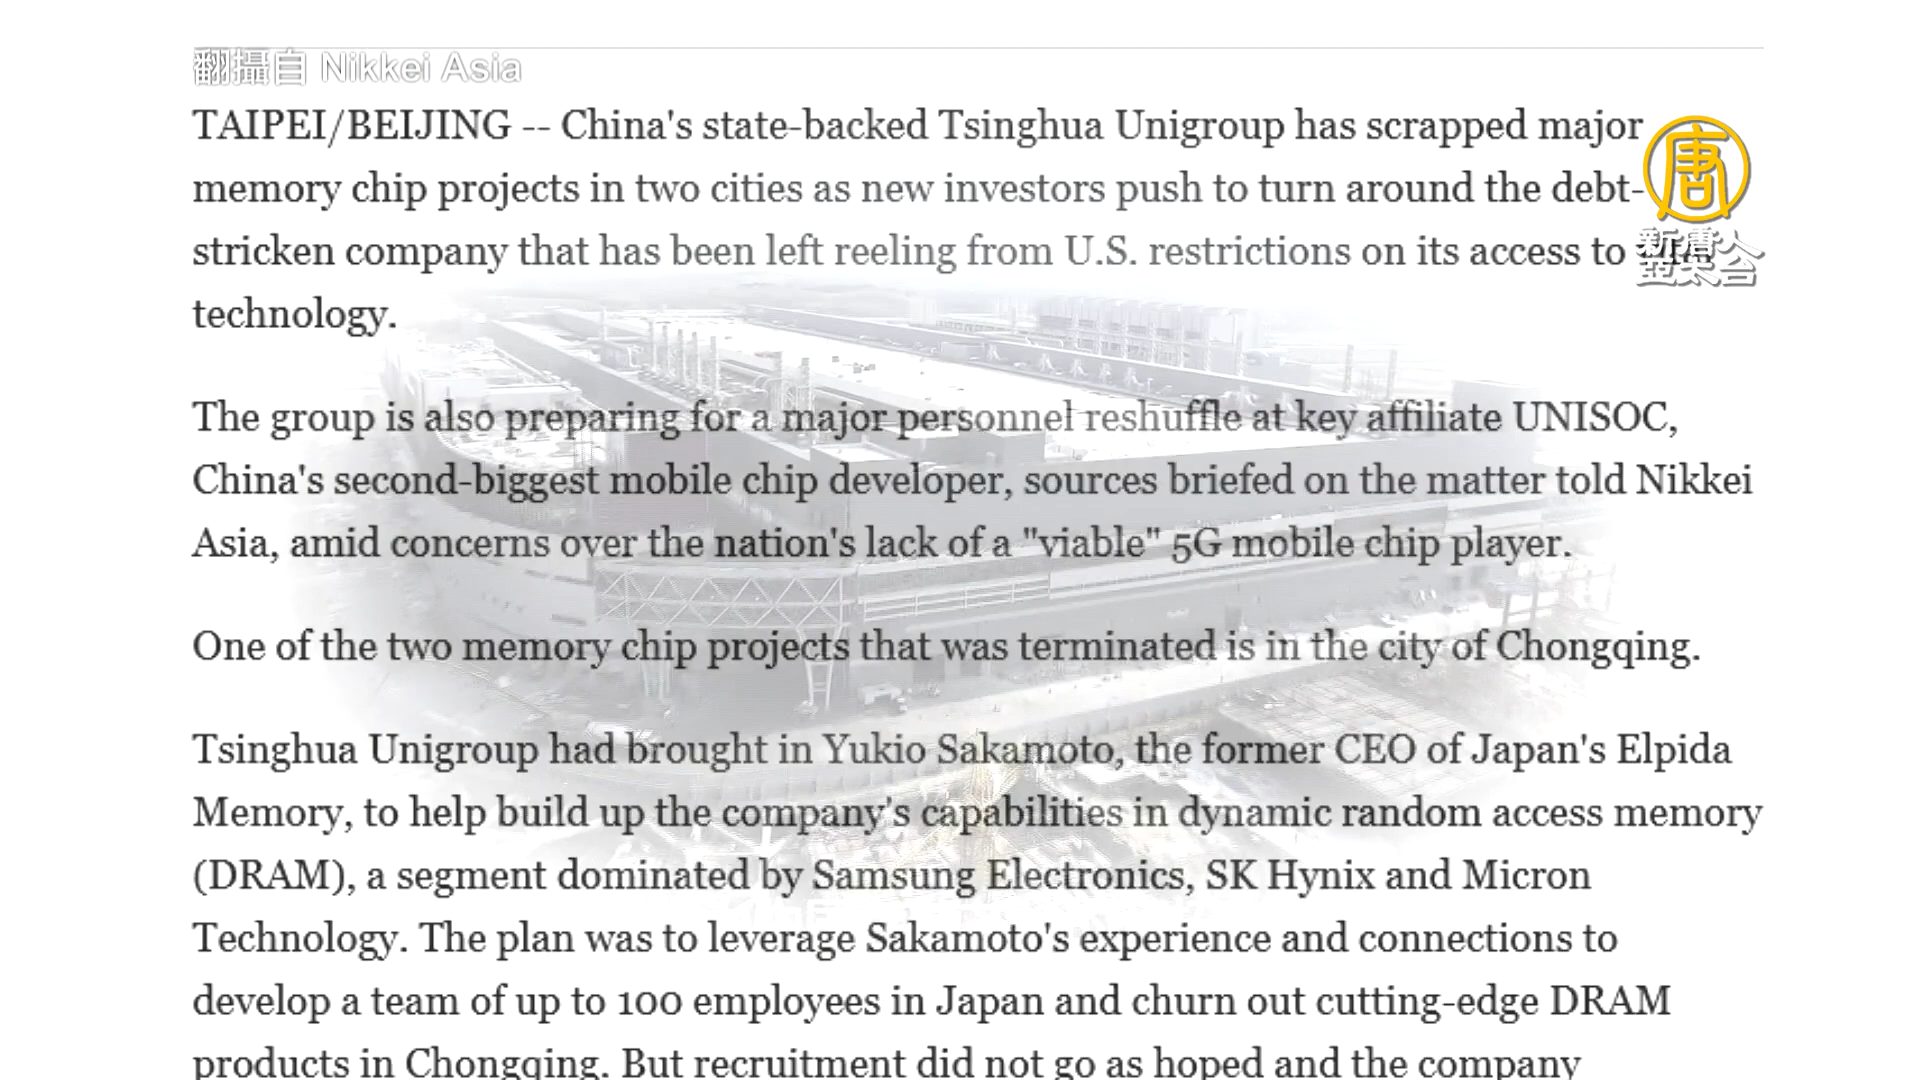 翻攝自 Nikkei Asia
TAIPEI/BEIJING -- China's state-backed Tsinghua Unigroup has scrapped major
memory chip projects in two cities as new investors push to turn around the debt-
stricken company that has been left reeling from U.S. restrictions on its access to
唐
新唐人
亞太台
technology.
The group is also preparing for a major personnel reshuffle at key affiliate UNISOC,
China's second-biggest mobile chip developer, sources briefed on the matter told Nikkei
Asia, amid concerns over the nation's lack of a "viable" 5G mobile chip player.
One of the two memory chip projects that was terminated is in the city of Chongqing.
Tsinghua Unigroup had brought in Yukio Sakamoto, the former CEO of Japan's Elpida
Memory, to help build up the company's capabilities in dynamic random access memory
(DRAM), a segment dominated by Samsung Electronics, SK Hynix and Micron
Technology. The plan was to leverage Sakamoto's experience and connections to
develop a team of up to 100 employees in Japan and churn out cutting-edge DRAM
products in Chongqing. But recruitment did not go as hoped and the company